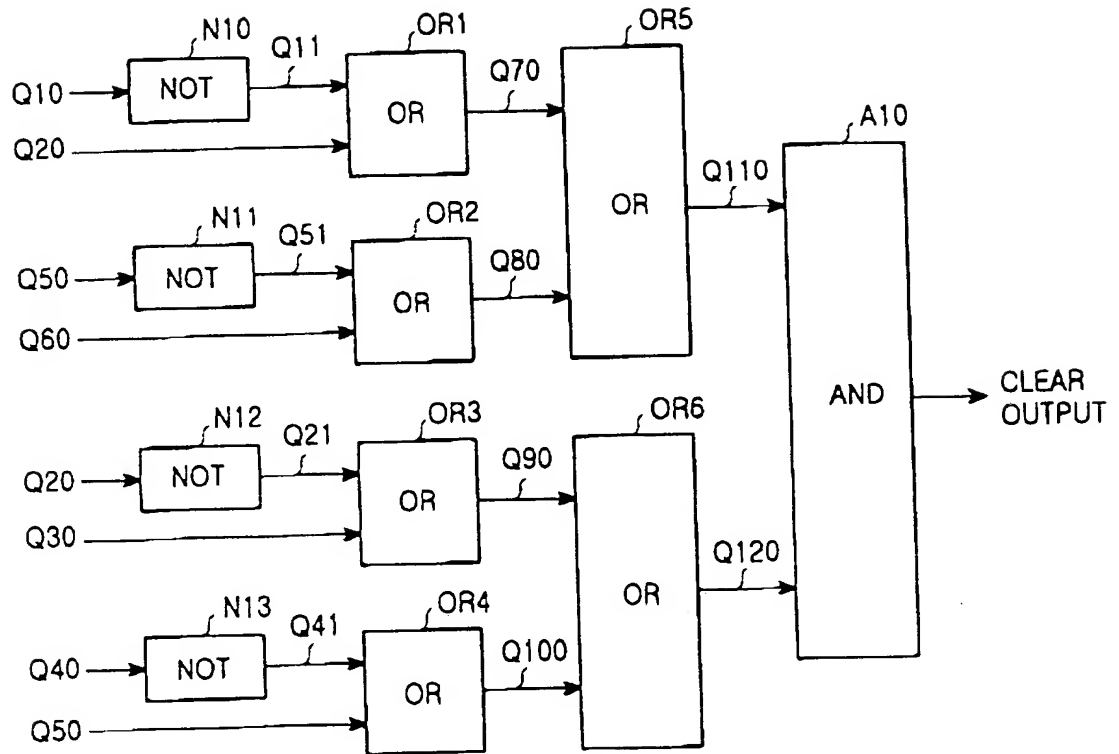 N10
Q11
OR1
Q70
OR5
Q10
NOT
OR
Q20
A10
Q110
OR
N11
Q51
OR2
Q80
Q50
NOT
OR
Q60
AND
CLEAR
OUTPUT
N12
Q21
OR3
Q90
OR6
Q20
NOT
OR
Q30
Q120
OR
N13
Q41
OR4
Q100
Q40
NOT
OR
Q50